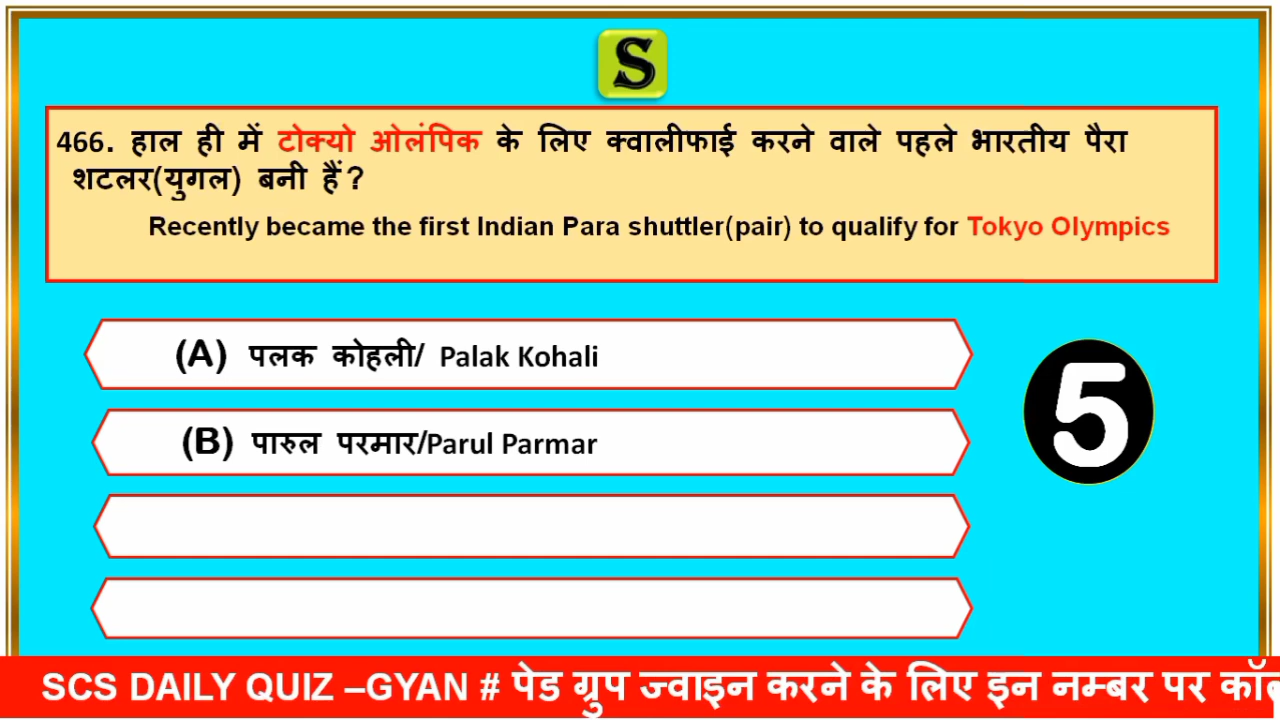 S
466. हाल ही में टोक्यो ओलंपिक के लिए क्वालीफाई करने वाले पहले भारतीय पैरा
शटलर(युगल) बनी हैं?
Recently became the first Indian Para shuttler(pair) to qualify for Tokyo Olympics
(A) पलक कोहली/ Palak Kohali
(B) पारुल परमार/Parul Parmar
5
SCS DAILY QUIZ –GYAN # पेड ग्रुप ज्वाइन करने के लिए इन नम्बर पर